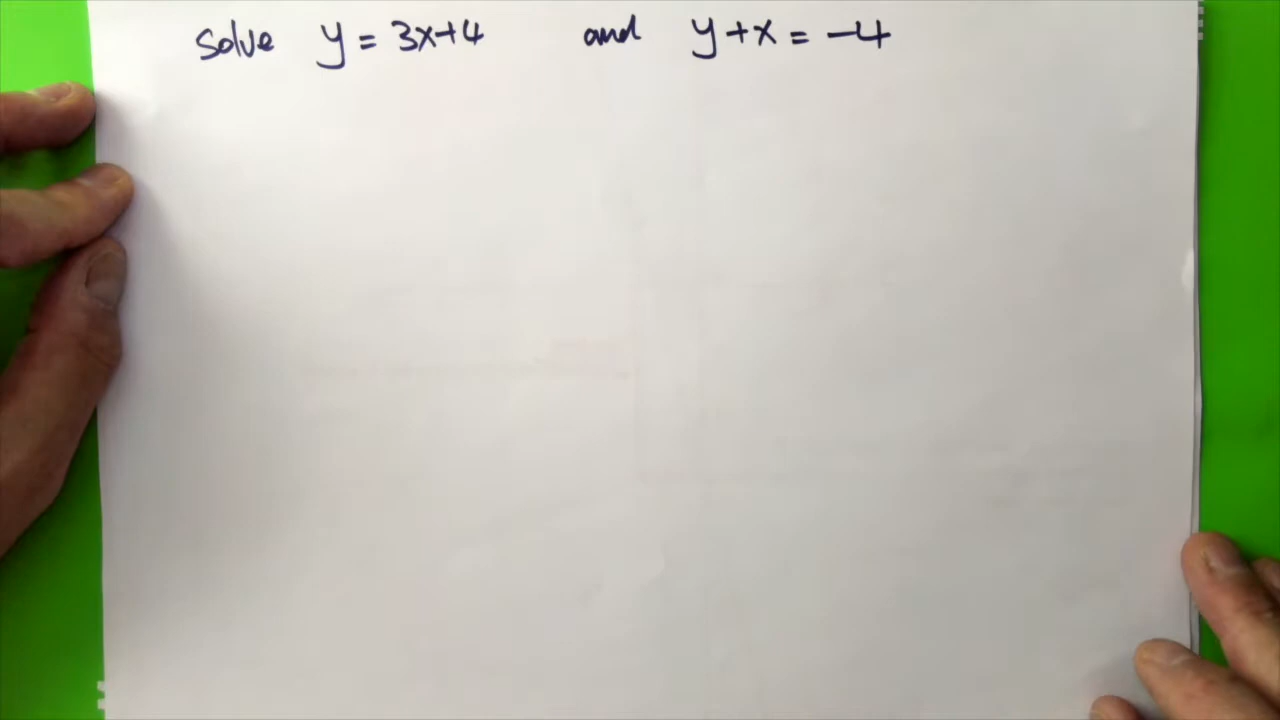 Solve y = 3x+4 and y+x = -4